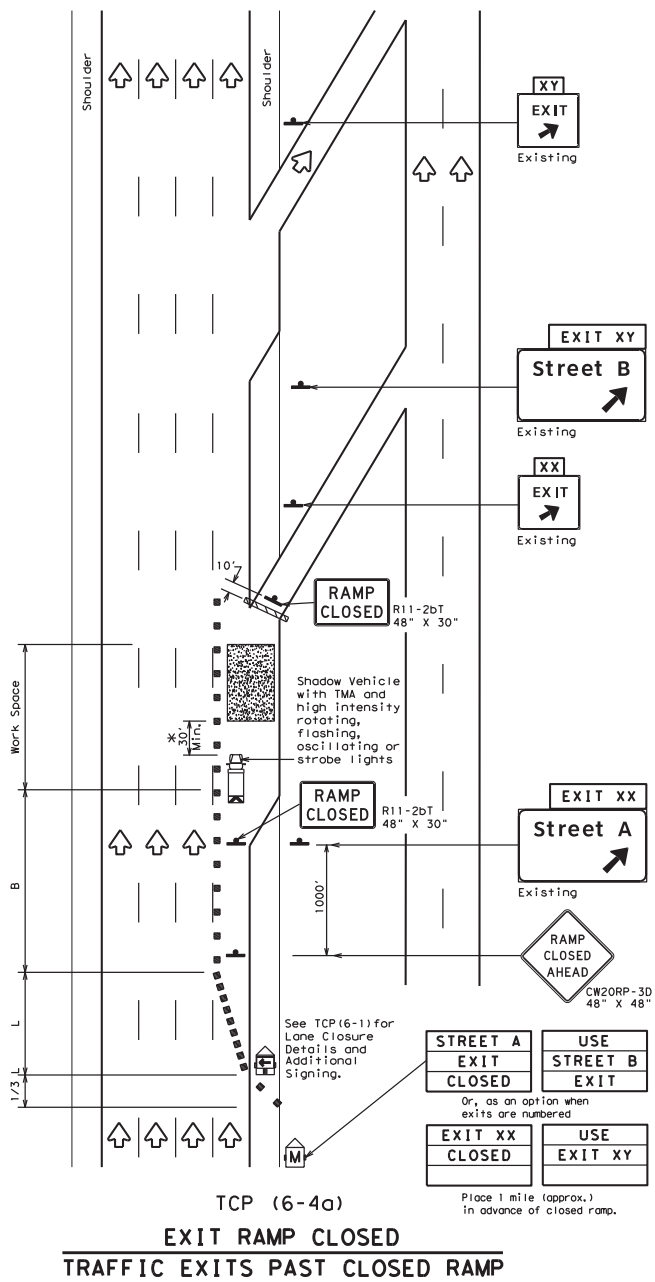 Shoulder
Shoulder
XY
EXIT
Existing
EXIT XY
Street B
Existing
XX
EXIT
Existing
10'
RAMP
CLOSED
R11-2bT
48" X 30"
Work Space
*
30'
Min.
Shadow Vehicle
with TMA and
high intensity
rotating,
flashing,
oscillating or
strobe lights
RAMP
CLOSED
R11-2bT
48" X 30"
EXIT XX
Street A
Existing
B
1000'
RAMP
CLOSED
AHEAD
CW20RP-3D
48" X 48"
L
1/3 L
See TCP(6-1)for
Lane Closure
Details and
Additional
Signing.
STREET A
EXIT
CLOSED
USE
STREET B
EXIT
Or, as an option when
exits are numbered
EXIT XX
CLOSED
USE
EXIT XY
M
Place 1 mile (approx.)
in advance of closed ramp.
TCP (6-4a)
EXIT RAMP CLOSED
TRAFFIC EXITS PAST CLOSED RAMP